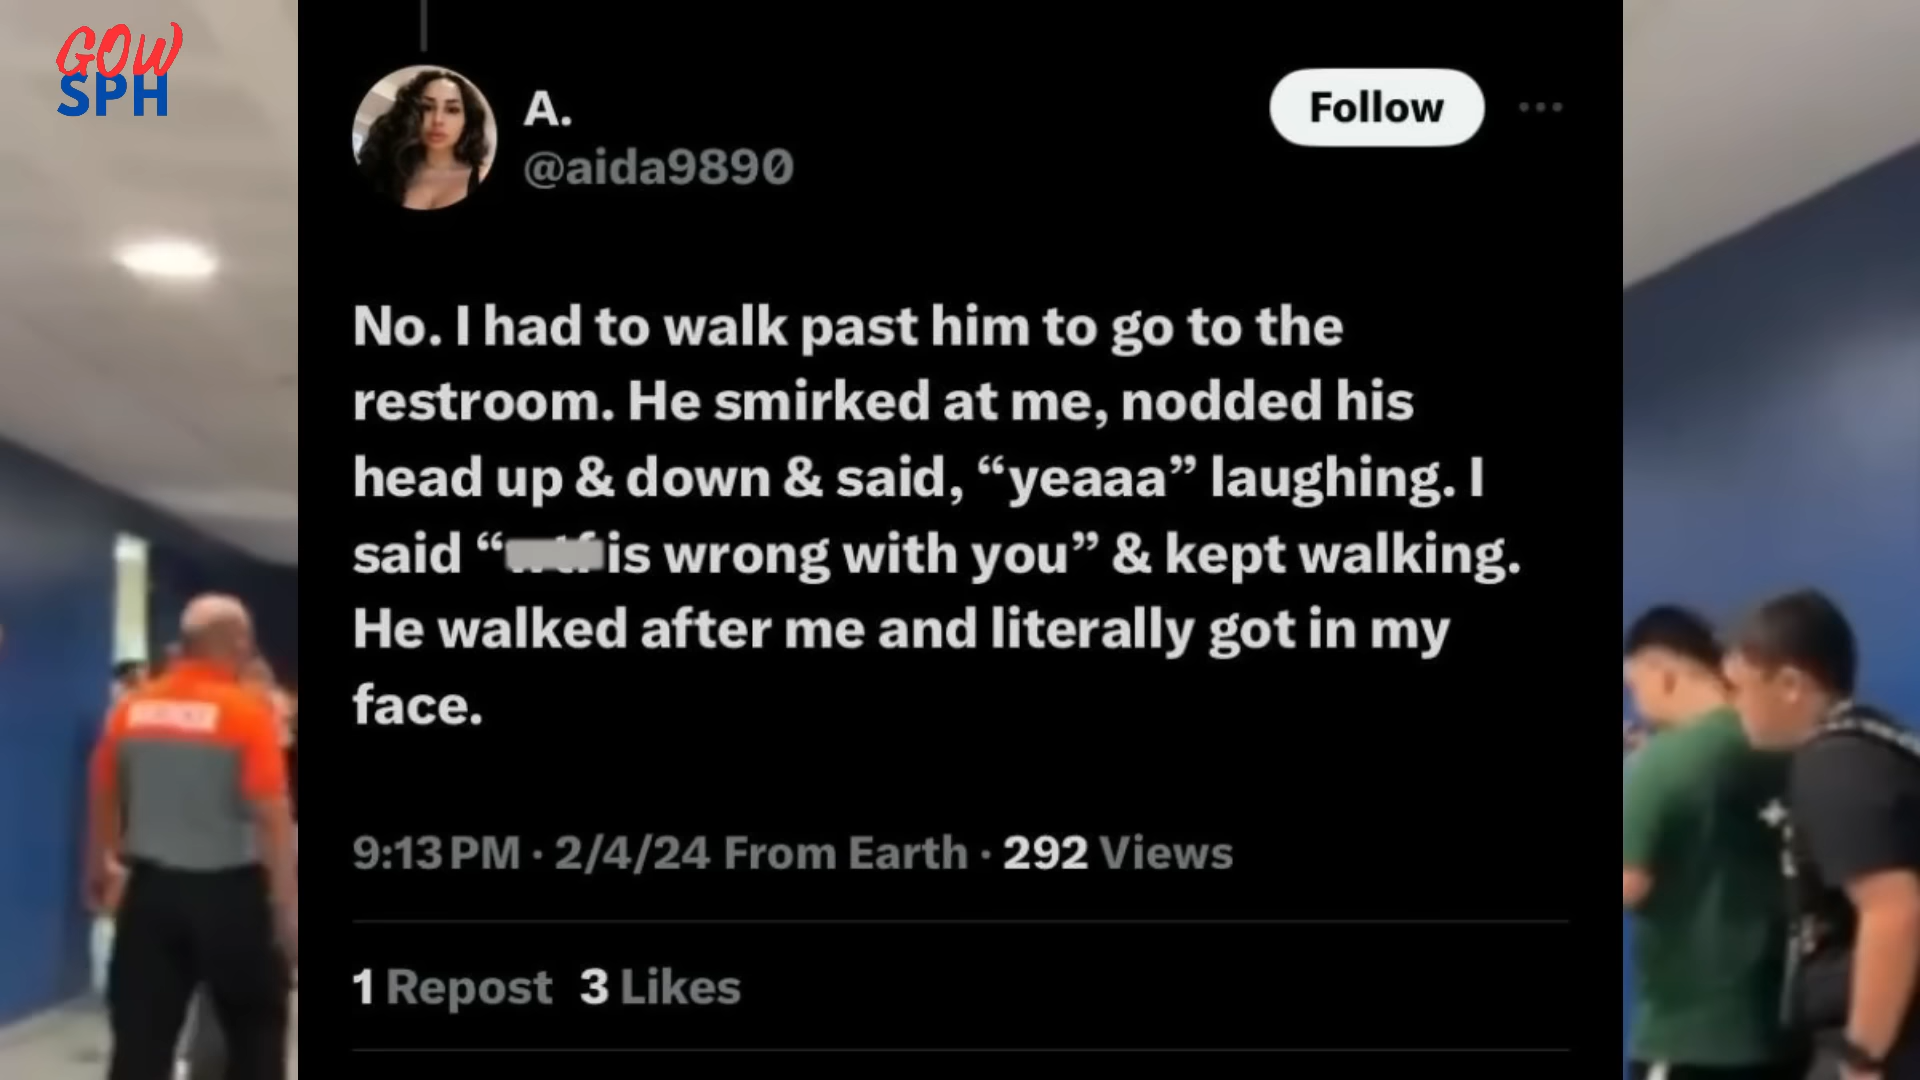 GOW
SPH
A.
@aida9890
Follow
No. I had to walk past him to go to the
restroom. He smirked at me, nodded his
head up & down & said, “yeaaa” laughing. I
said “ is wrong with you” & kept walking.
He walked after me and literally got in my
face.
9:13 PM · 2/4/24 From Earth · 292 Views
1 Repost 3 Likes